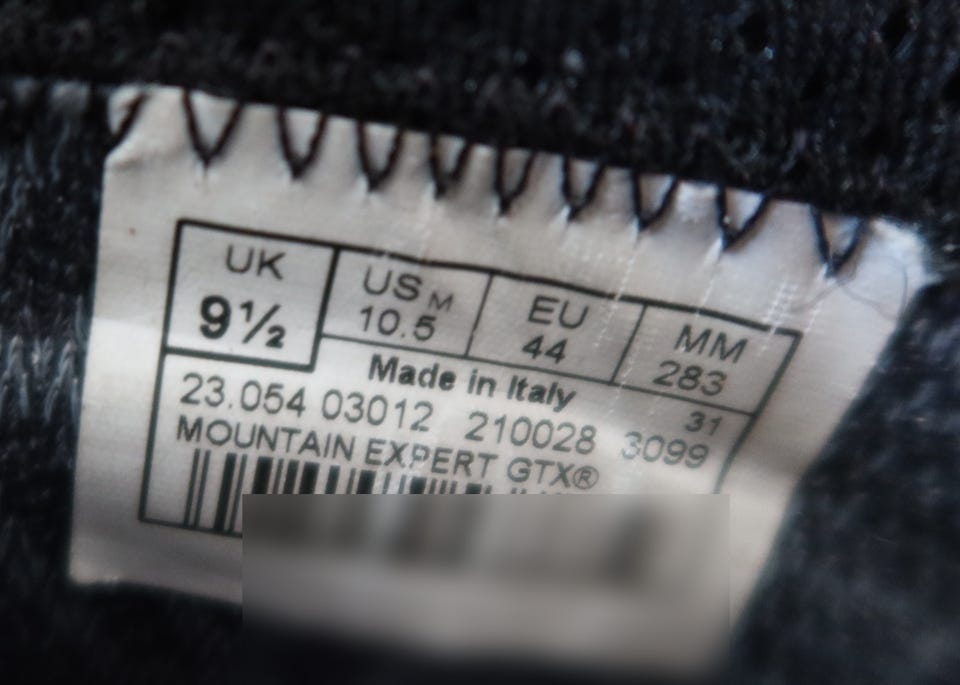 UK US M EU MM
9½ 10.5 44 283
Made in Italy 31
23.054 03012 210028 3099
MOUNTAIN EXPERT GTX®